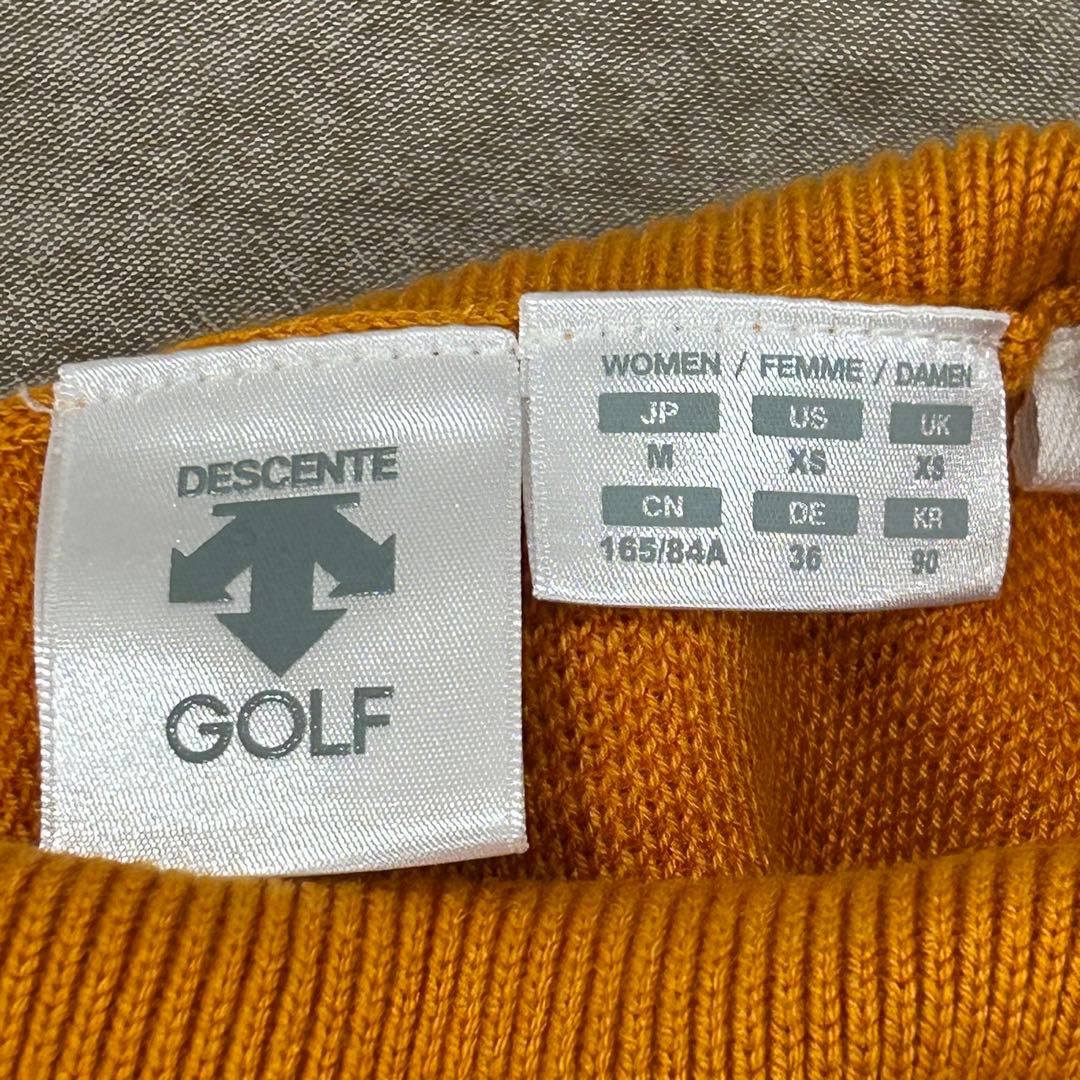 DESCENTE
GOLF
WOMEN / FEMME / DAMEN
JP US UK
M XS XS
CN DE KR
165/84A 36 90